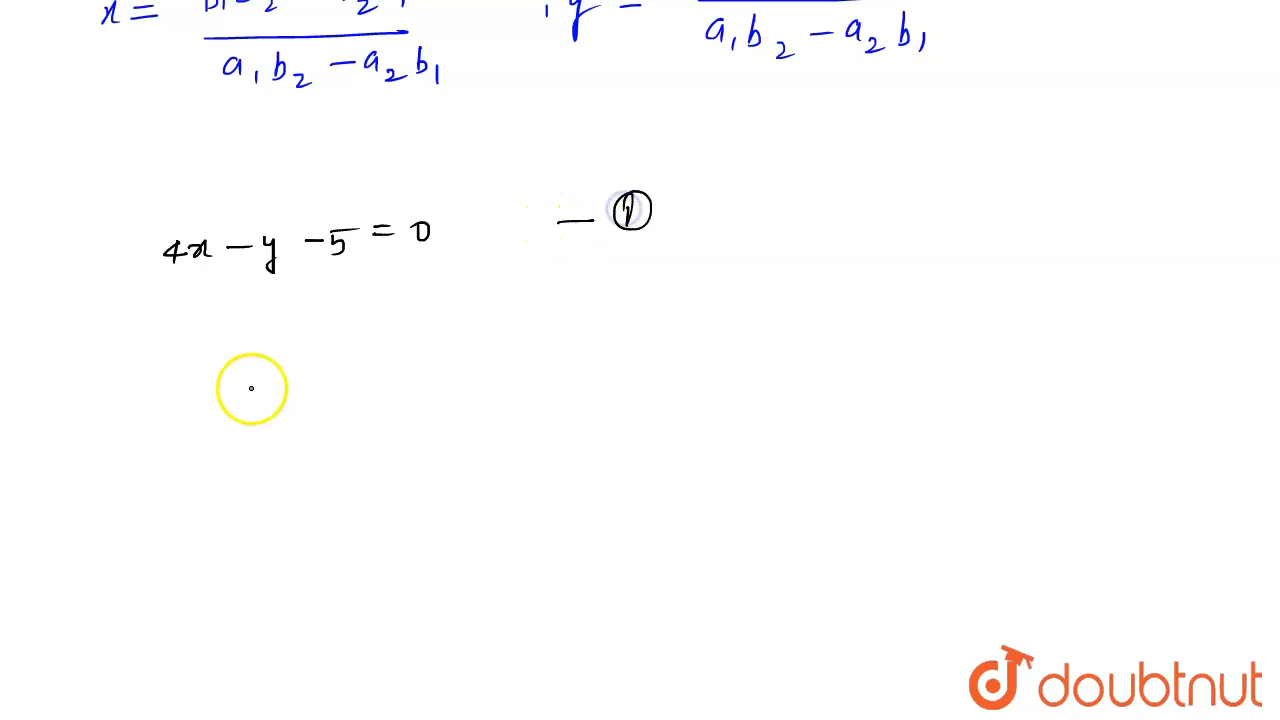 x = , y =
a₁b₂ - a₂b₁ a₁b₂ - a₂b₁
4x - y - 5 = 0 — ①
doubtnut